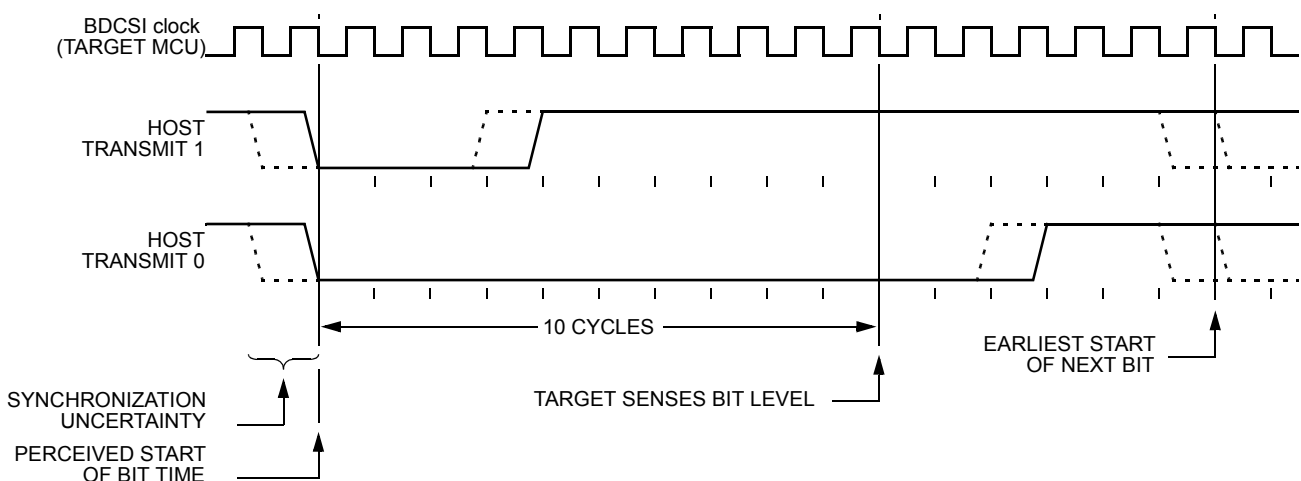 BDCSI clock
(TARGET MCU)
HOST
TRANSMIT 1
HOST
TRANSMIT 0
10 CYCLES
EARLIEST START
OF NEXT BIT
SYNCHRONIZATION
UNCERTAINTY
TARGET SENSES BIT LEVEL
PERCEIVED START
OF BIT TIME